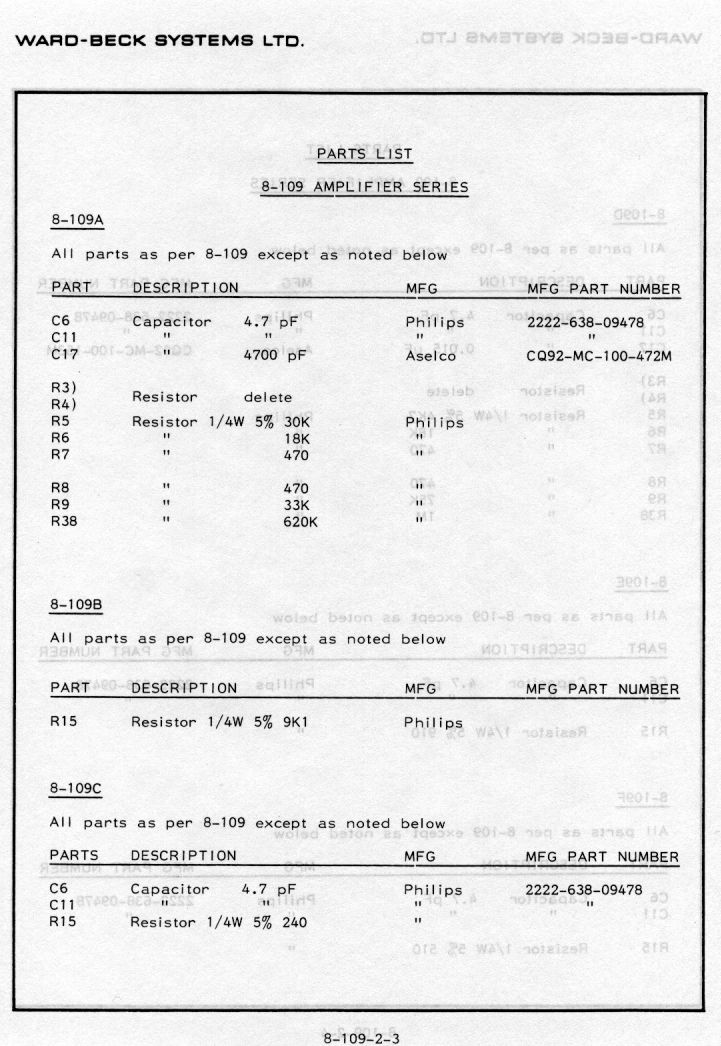 WARD-BECK SYSTEMS LTD.
PARTS LIST
8-109 AMPLIFIER SERIES
8-109A
All parts as per 8-109 except as noted below
PART DESCRIPTION MFG MFG PART NUMBER
C6 Capacitor 4.7 pF Philips 2222-638-09478
C11 " " " "
C17 " 4700 pF Aselco CQ92-MC-100-472M
R3)
R4) Resistor delete
R5 Resistor 1/4W 5% 30K Philips
R6 " 18K "
R7 " 470 "
R8 " 470 "
R9 " 33K "
R38 " 620K "
8-109B
All parts as per 8-109 except as noted below
PART DESCRIPTION MFG MFG PART NUMBER
R15 Resistor 1/4W 5% 9K1 Philips
8-109C
All parts as per 8-109 except as noted below
PARTS DESCRIPTION MFG MFG PART NUMBER
C6 Capacitor 4.7 pF Philips 2222-638-09478
C11 " " " "
R15 Resistor 1/4W 5% 240 "
8-109-2-3